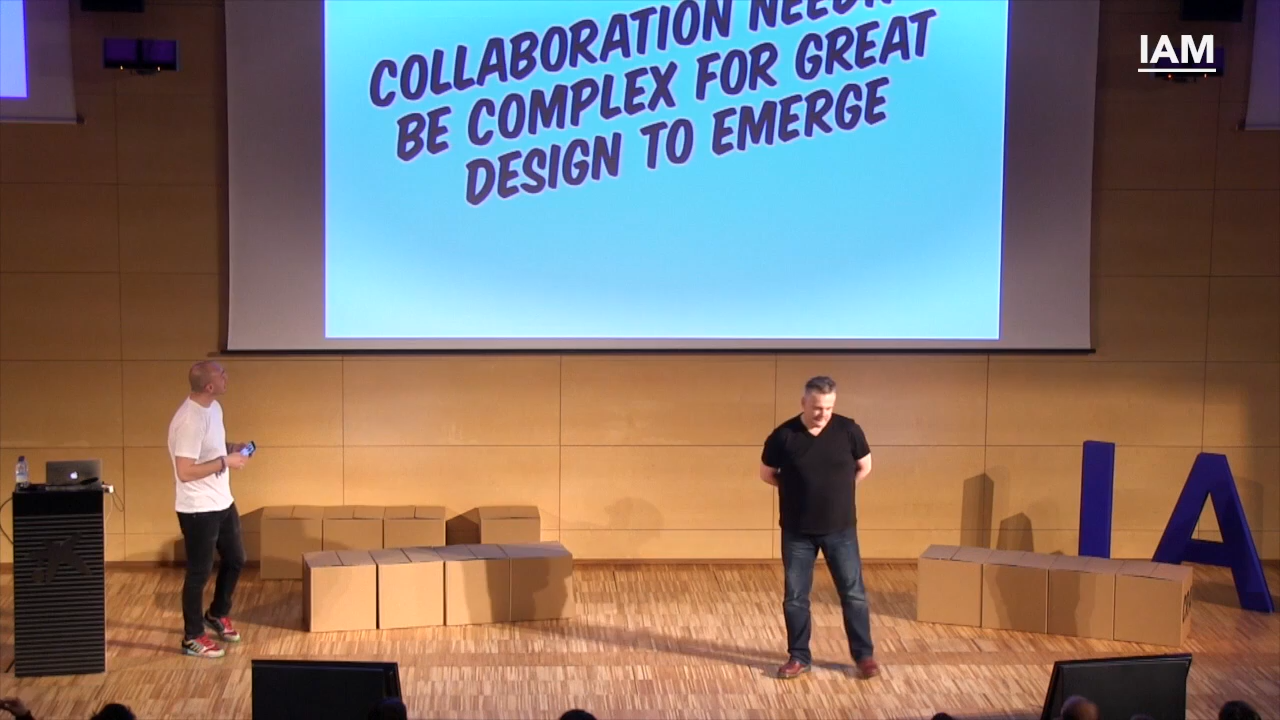 IAM
COLLABORATION
BE COMPLEX FOR GREAT
DESIGN TO EMERGE
IA